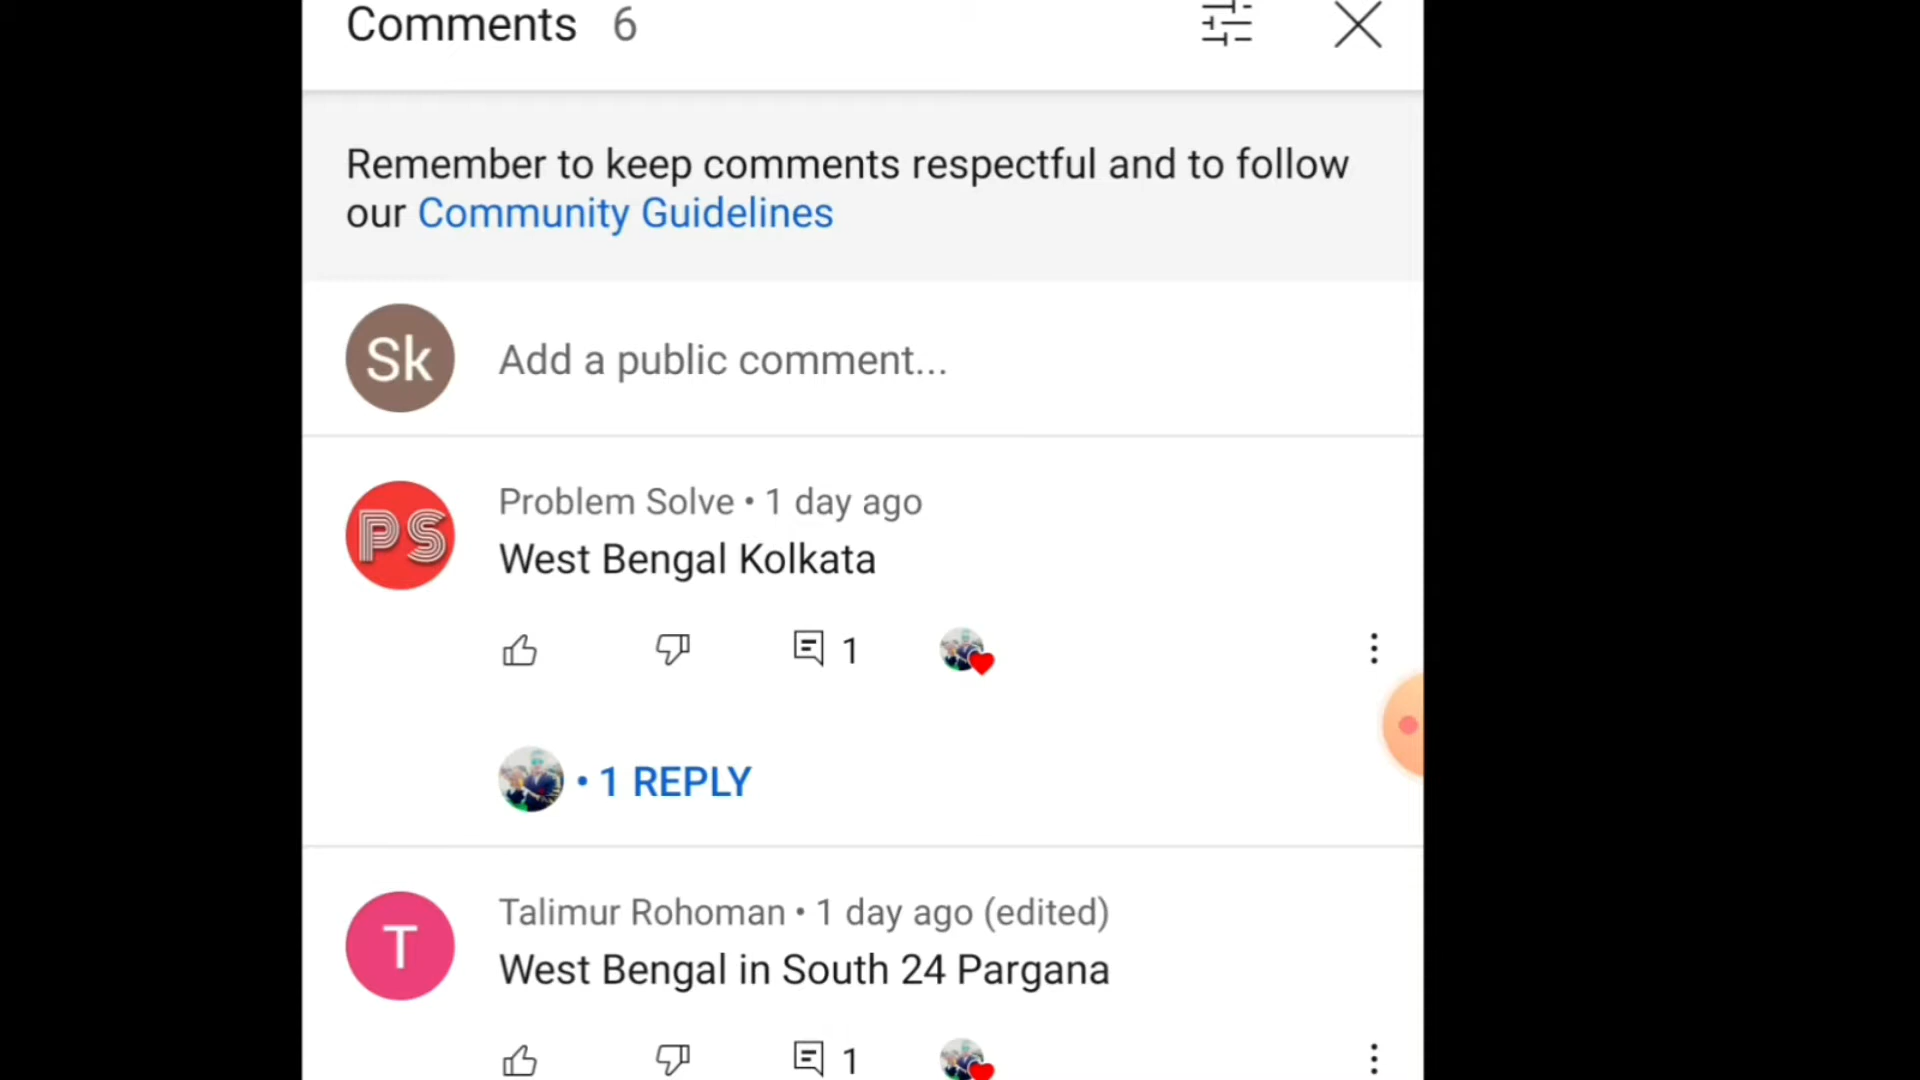 Comments 6
Remember to keep comments respectful and to follow
our Community Guidelines
Sk
Add a public comment...
PS
Problem Solve • 1 day ago
West Bengal Kolkata
1
• 1 REPLY
T
Talimur Rohoman • 1 day ago (edited)
West Bengal in South 24 Pargana
1